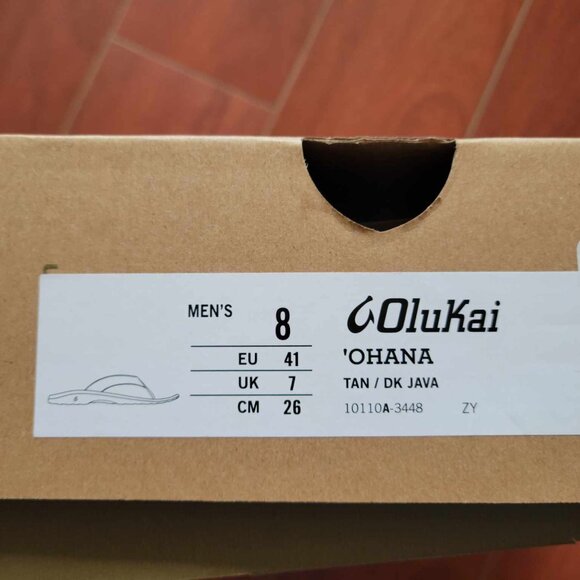 MEN'S 8
EU 41
UK 7
CM 26
OluKai
'OHANA
TAN / DK JAVA
10110A-3448 ZY